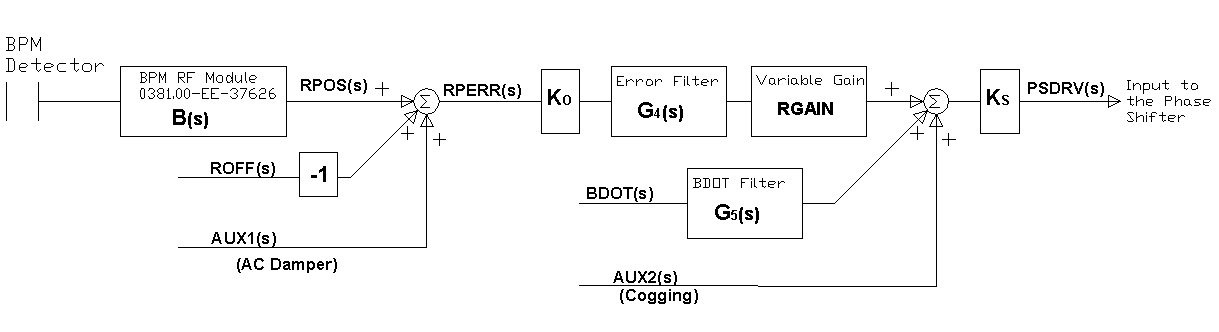 BPM
Detector
BPM RF Module
0381.00-EE-37626
B(s)
RPOS(s)
+
Σ
RPERR(s)
K0
Error Filter
G4(s)
Variable Gain
RGAIN
+
Σ
KS
PSDRV(s)
Input to
the Phase
Shifter
+
+
ROFF(s)
-1
+
+
BDOT(s)
BDOT Filter
G5(s)
AUX1(s)
(AC Damper)
AUX2(s)
(Cogging)